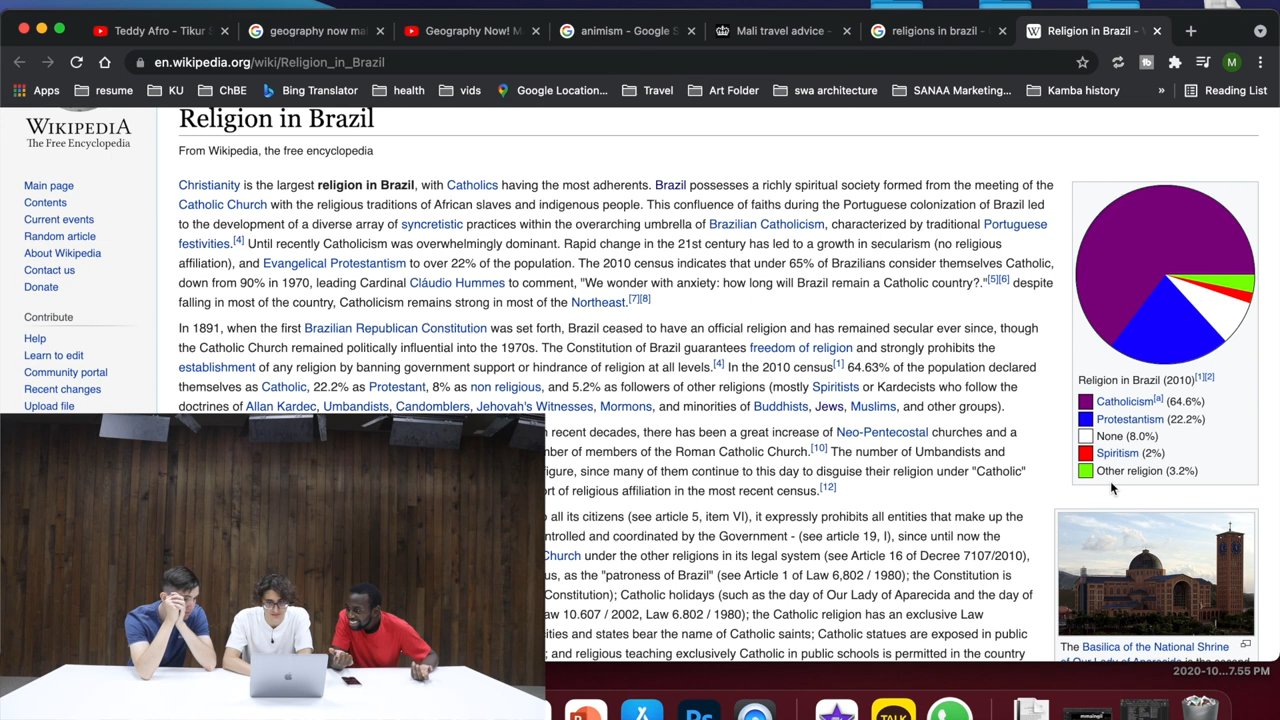 Teddy Afro - Tikur S
geography now mal
Geography Now! M
animism - Google S
Mali travel advice -
religions in brazil - G
Religion in Brazil -
en.wikipedia.org/wiki/Religion_in_Brazil
M
Apps
resume
KU
ChBE
Bing Translator
health
vids
Google Location...
Travel
Art Folder
swa architecture
SANAA Marketing...
Kamba history
»
Reading List
WIKIPEDIA
The Free Encyclopedia
Main page
Contents
Current events
Random article
About Wikipedia
Contact us
Donate
Contribute
Help
Learn to edit
Community portal
Recent changes
Upload file
Religion in Brazil
From Wikipedia, the free encyclopedia
Christianity is the largest religion in Brazil, with Catholics having the most adherents. Brazil possesses a richly spiritual society formed from the meeting of the
Catholic Church with the religious traditions of African slaves and indigenous people. This confluence of faiths during the Portuguese colonization of Brazil led
to the development of a diverse array of syncretistic practices within the overarching umbrella of Brazilian Catholicism, characterized by traditional Portuguese
festivities.[4] Until recently Catholicism was overwhelmingly dominant. Rapid change in the 21st century has led to a growth in secularism (no religious
affiliation), and Evangelical Protestantism to over 22% of the population. The 2010 census indicates that under 65% of Brazilians consider themselves Catholic,
down from 90% in 1970, leading Cardinal Cláudio Hummes to comment, "We wonder with anxiety: how long will Brazil remain a Catholic country?."[5][6] despite
falling in most of the country, Catholicism remains strong in most of the Northeast.[7][8]
In 1891, when the first Brazilian Republican Constitution was set forth, Brazil ceased to have an official religion and has remained secular ever since, though
the Catholic Church remained politically influential into the 1970s. The Constitution of Brazil guarantees freedom of religion and strongly prohibits the
establishment of any religion by banning government support or hindrance of religion at all levels.[4] In the 2010 census[1] 64.63% of the population declared
themselves as Catholic, 22.2% as Protestant, 8% as non religious, and 5.2% as followers of other religions (mostly Spiritists or Kardecists who follow the
doctrines of Allan Kardec, Umbandists, Candomblers, Jehovah's Witnesses, Mormons, and minorities of Buddhists, Jews, Muslims, and other groups).
recent decades, there has been a great increase of Neo-Pentecostal churches and a
ber of members of the Roman Catholic Church.[10] The number of Umbandists and
figure, since many of them continue to this day to disguise their religion under "Catholic"
rt of religious affiliation in the most recent census.[12]
all its citizens (see article 5, item VI), it expressly prohibits all entities that make up the
ntrolled and coordinated by the Government - (see article 19, I), since until now the
Church under the other religions in its legal system (see Article 16 of Decree 7107/2010),
us, as the "patroness of Brazil" (see Article 1 of Law 6,802 / 1980); the Constitution is
Constitution); Catholic holidays (such as the day of Our Lady of Aparecida and the day of
w 10.607 / 2002, Law 6.802 / 1980); the Catholic religion has an exclusive Law
ities and states bear the name of Catholic saints; Catholic statues are exposed in public
; and religious teaching exclusively Catholic in public schools is permitted in the country
Religion in Brazil (2010)[1][2]
Catholicism[a] (64.6%)
Protestantism (22.2%)
None (8.0%)
Spiritism (2%)
Other religion (3.2%)
The Basilica of the National Shrine
2020-10...7.55 PM
TALK